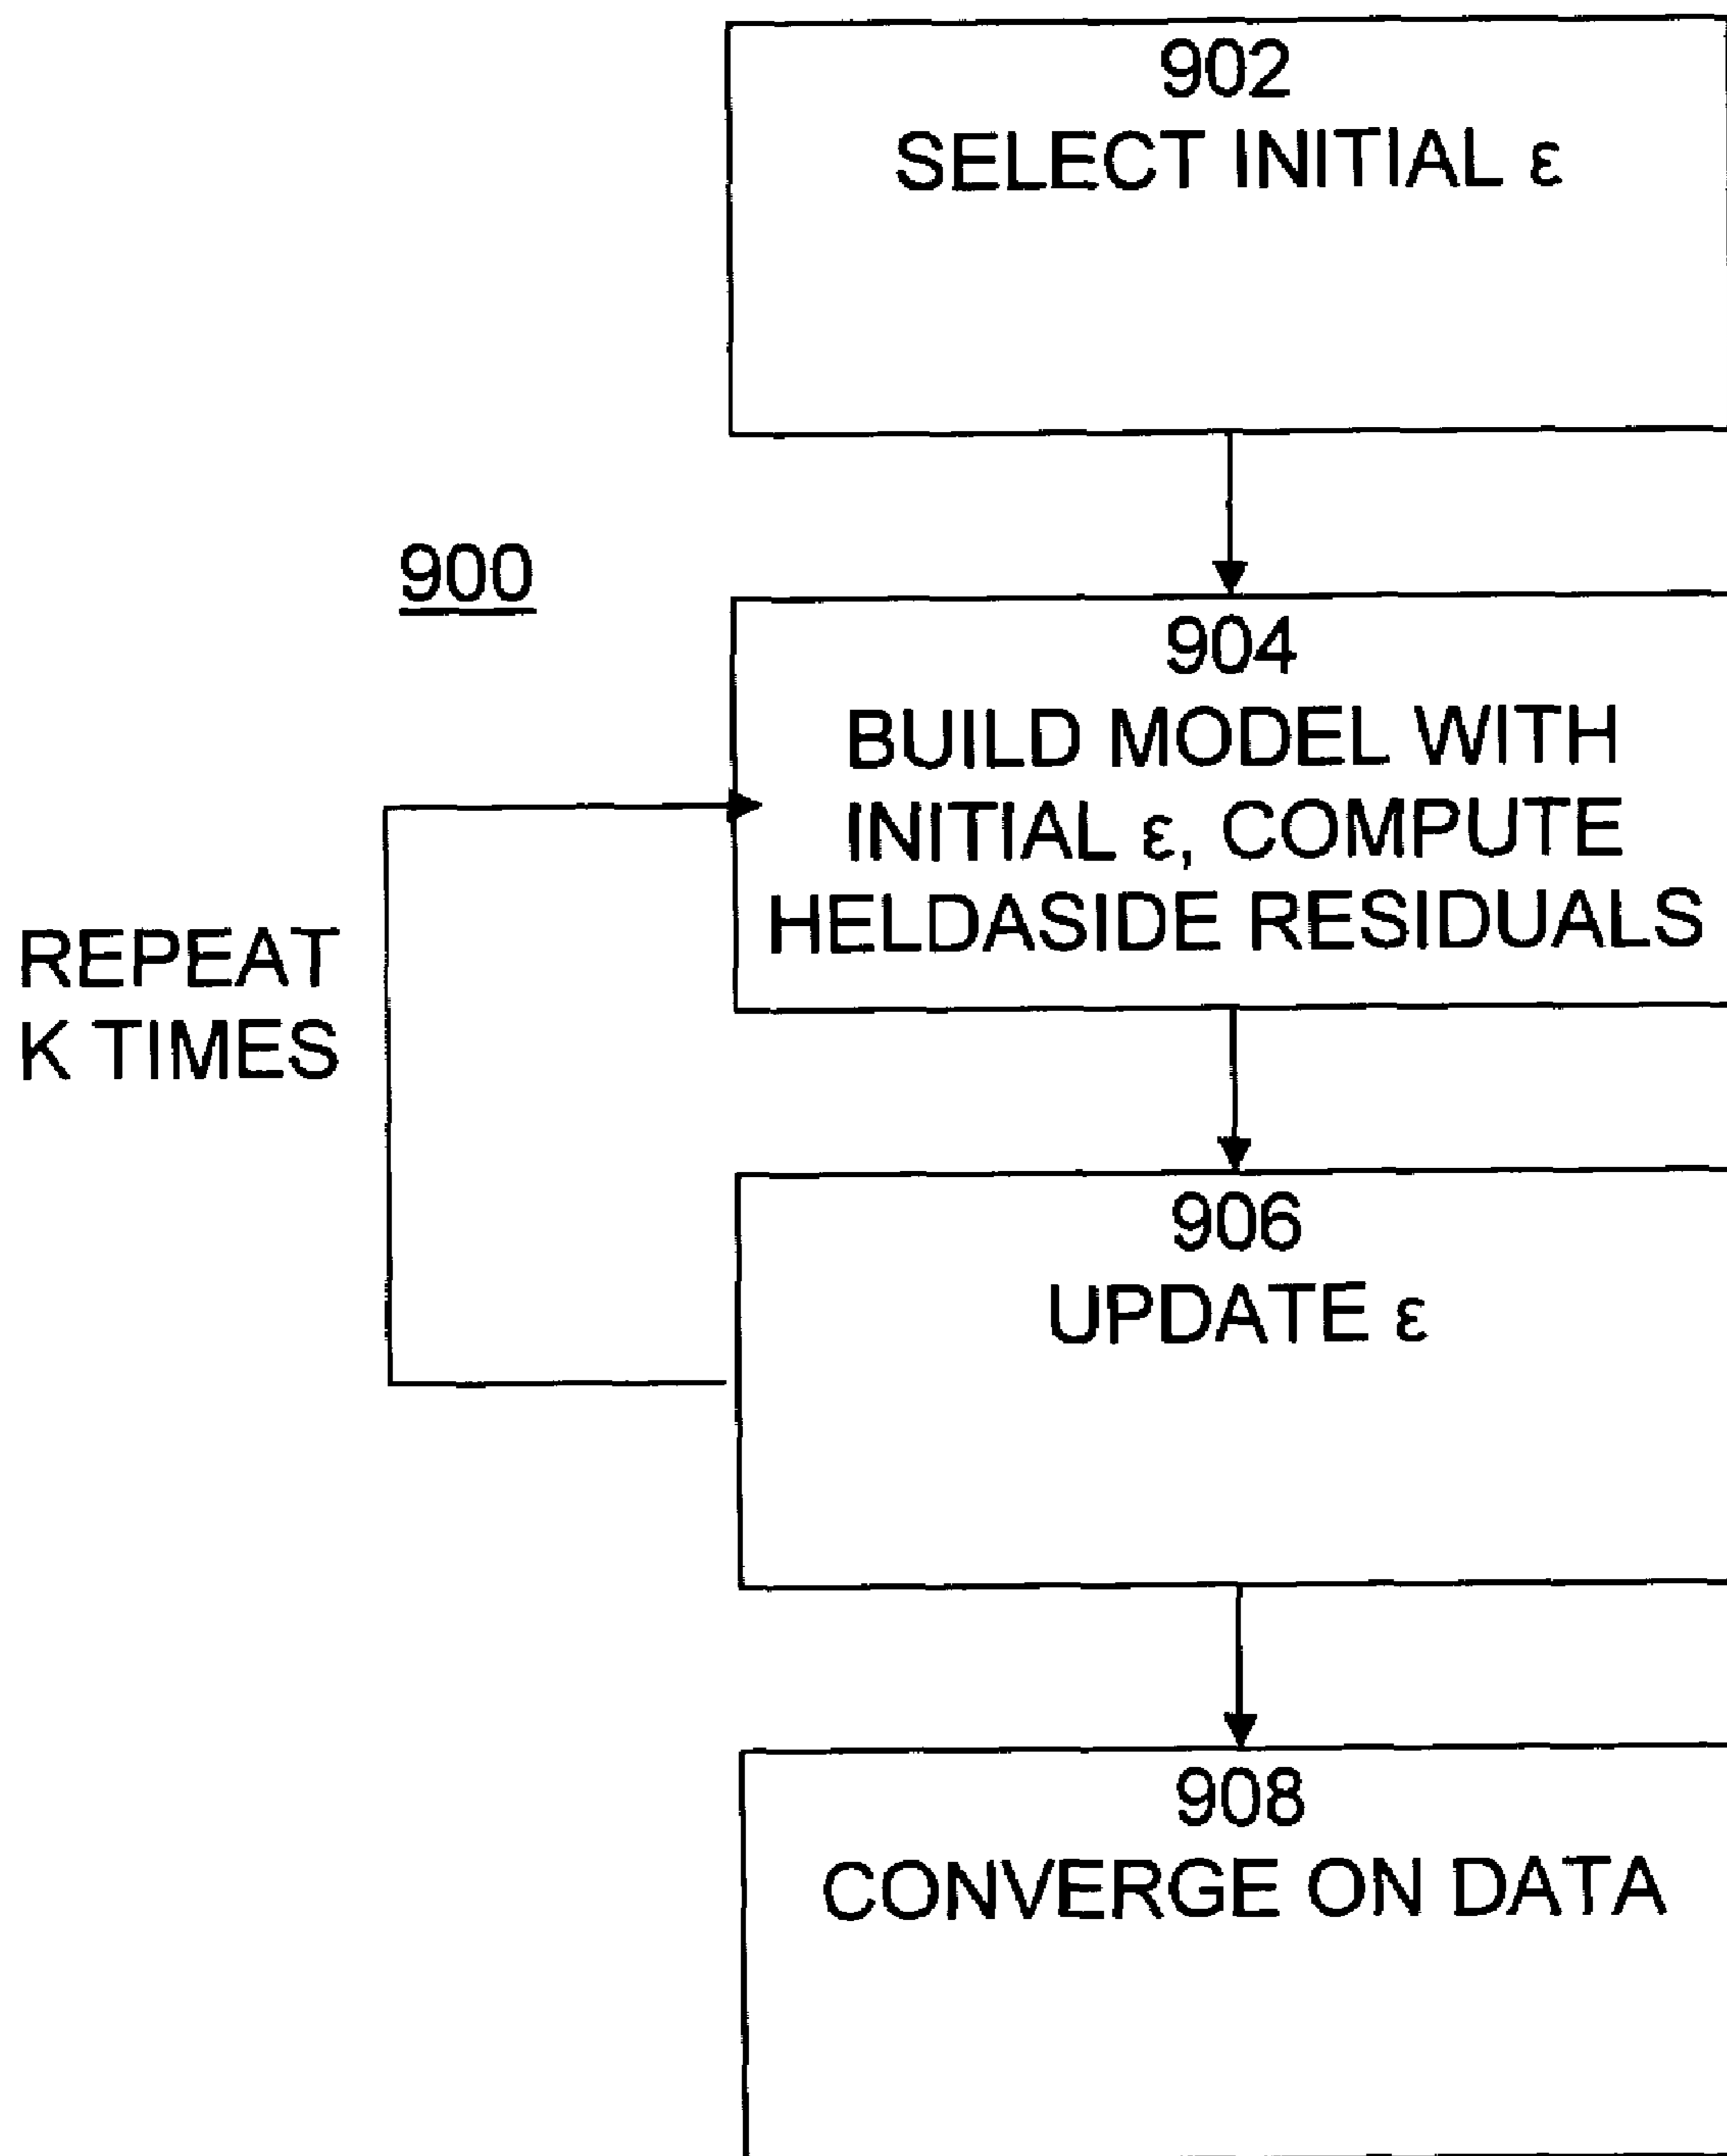 902
SELECT INITIAL ε
900
904
BUILD MODEL WITH
INITIAL ε, COMPUTE
HELDASIDE RESIDUALS
REPEAT
K TIMES
906
UPDATE ε
908
CONVERGE ON DATA